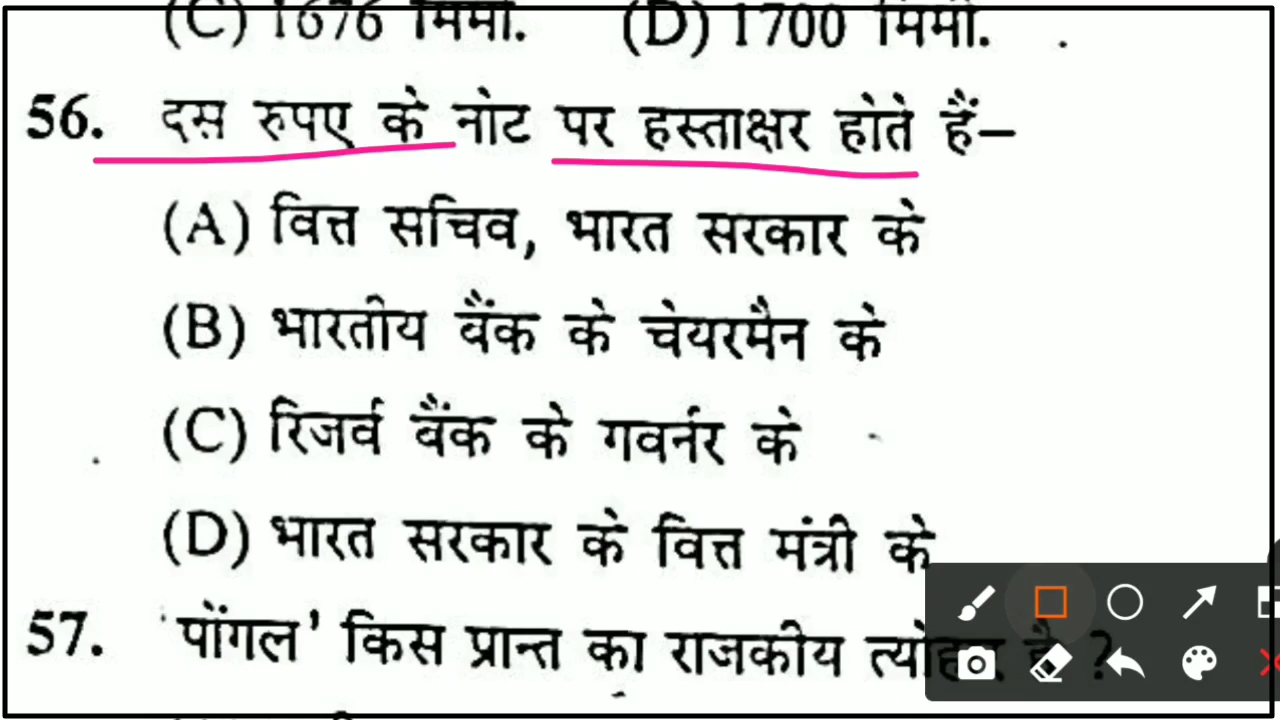 (C) 1676 मिमी. (D) 1700 मिमी.
56. दस रुपए के नोट पर हस्ताक्षर होते हैं–
(A) वित्त सचिव, भारत सरकार के
(B) भारतीय बैंक के चेयरमैन के
(C) रिजर्व बैंक के गवर्नर के
(D) भारत सरकार के वित्त मंत्री के
57. 'पोंगल' किस प्रान्त का राजकीय त्योहार है ?